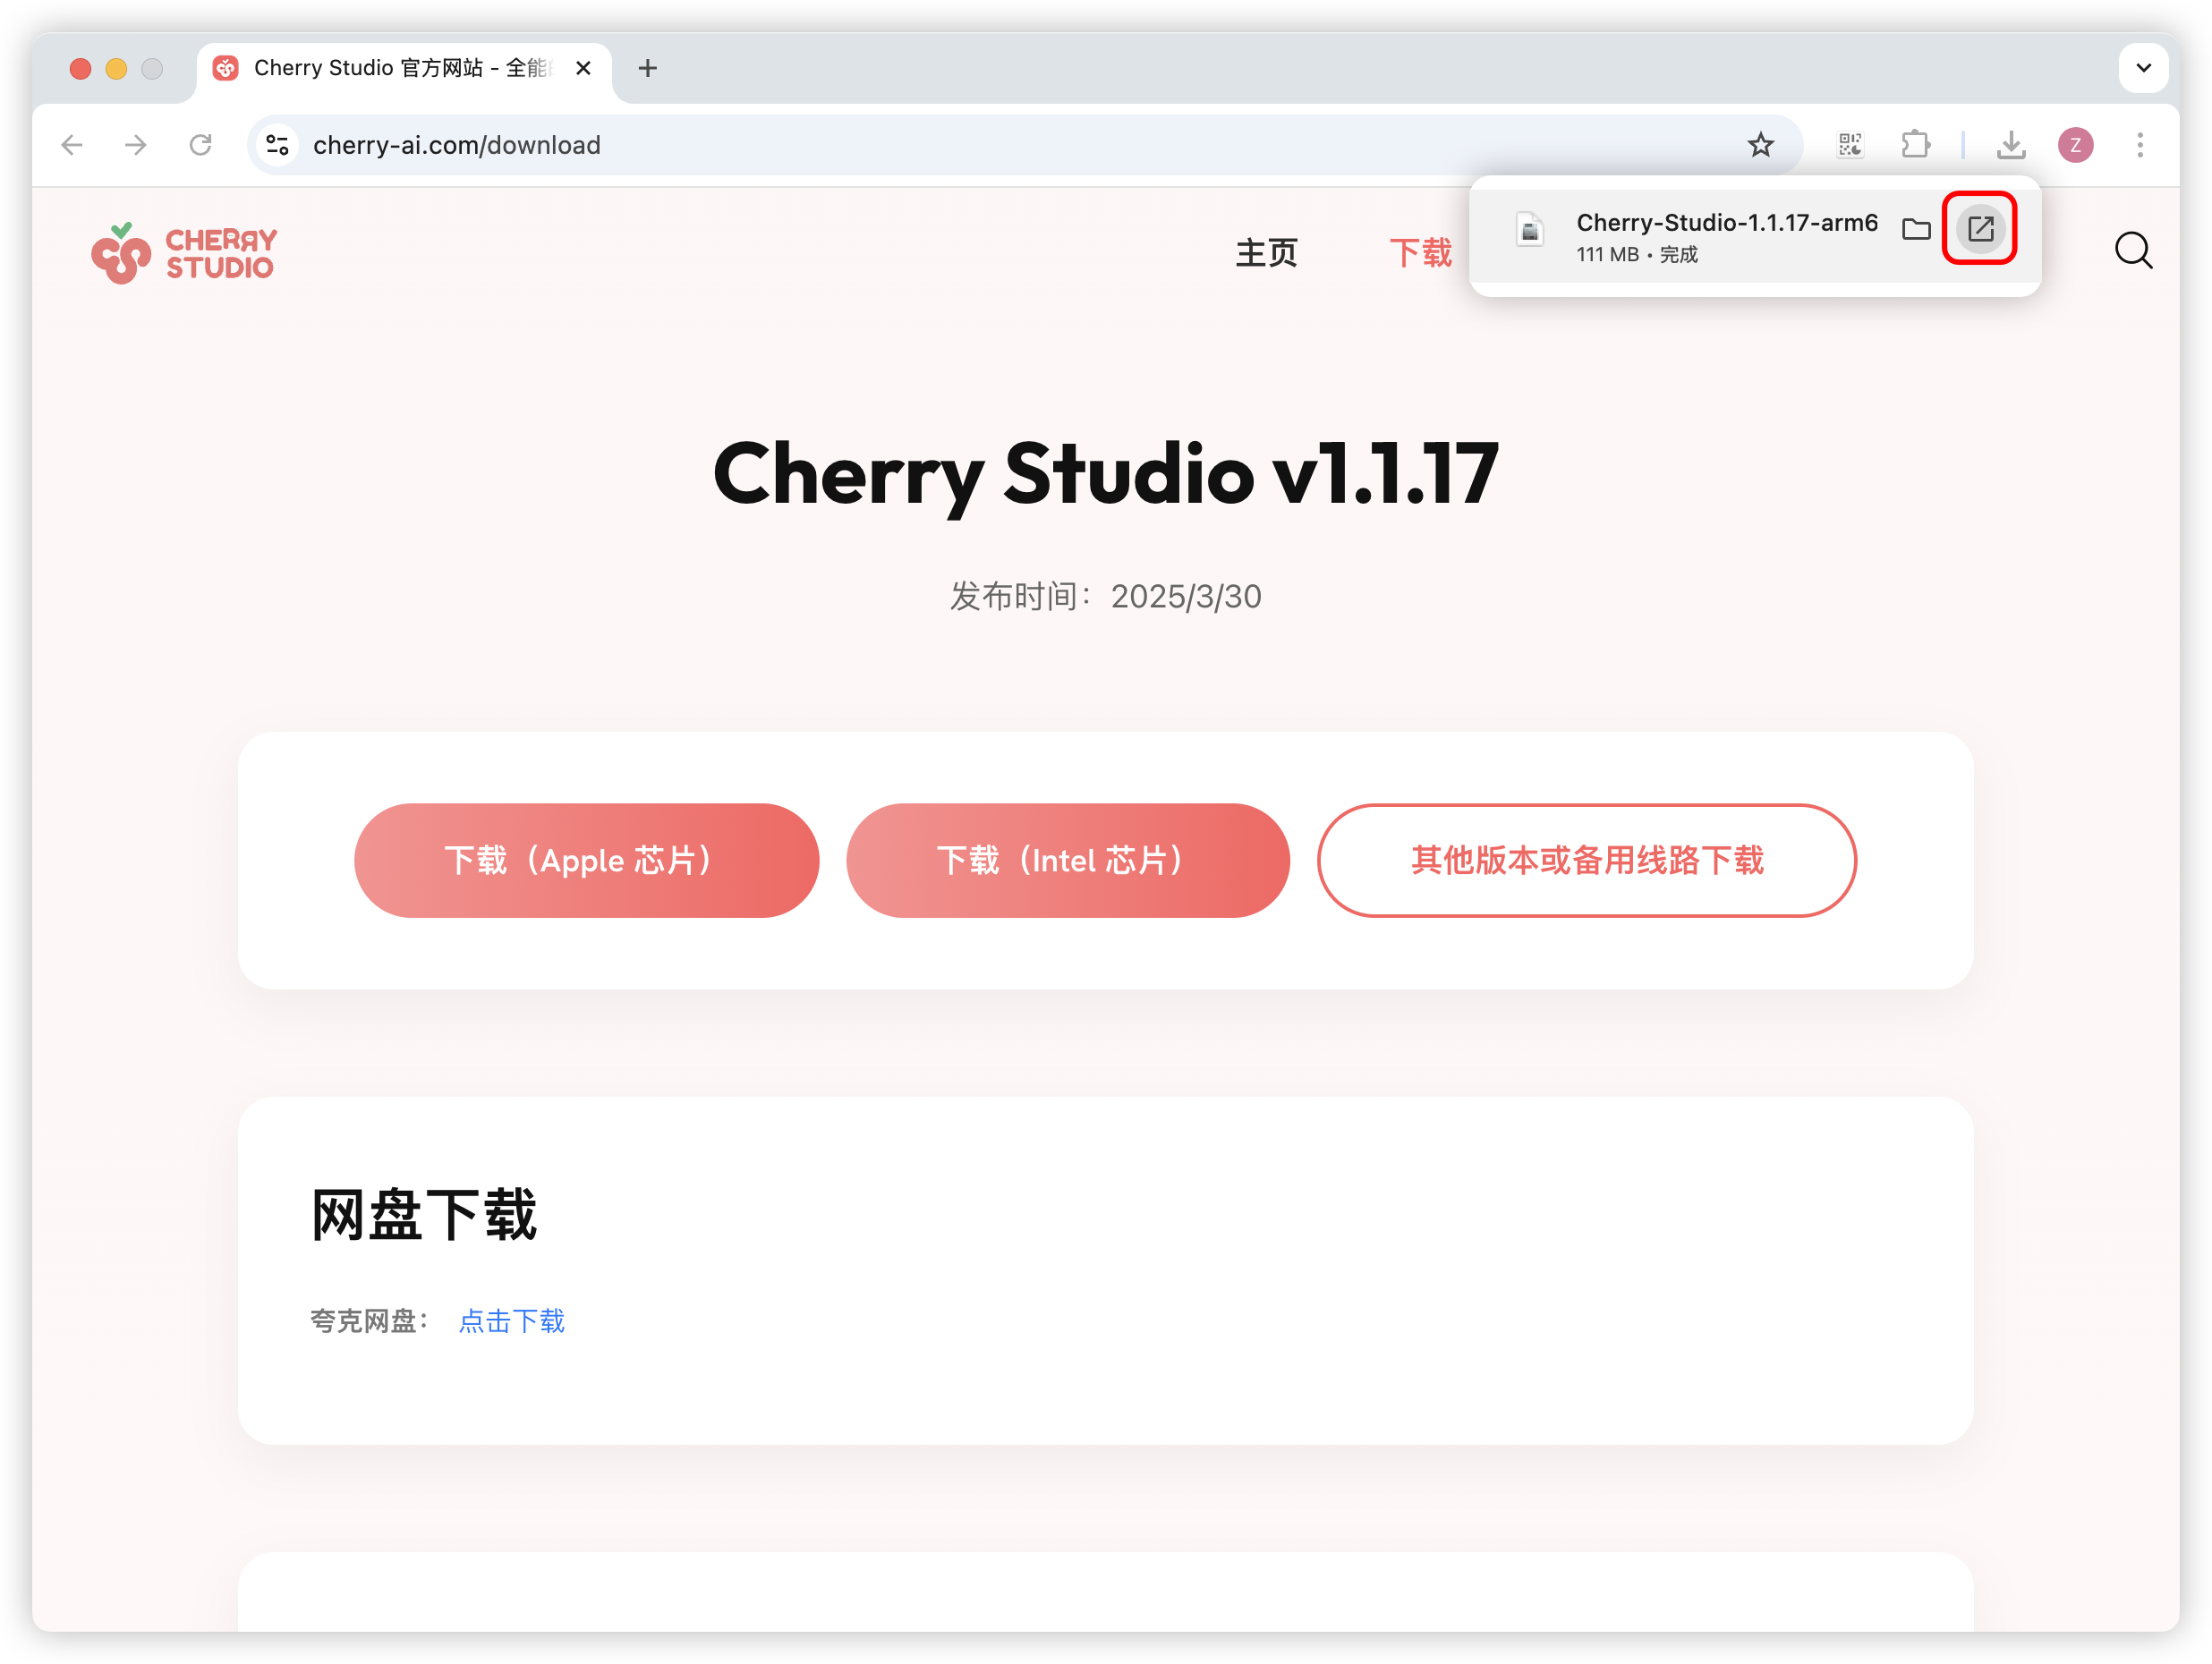 Cherry Studio 官方网站 - 全能
cherry-ai.com/download
Z
CHERRY
STUDIO
主页
下载
Cherry-Studio-1.1.17-arm6
111 MB • 完成
Cherry Studio v1.1.17
发布时间：2025/3/30
下载（Apple 芯片）
下载（Intel 芯片）
其他版本或备用线路下载
网盘下载
夸克网盘： 点击下载